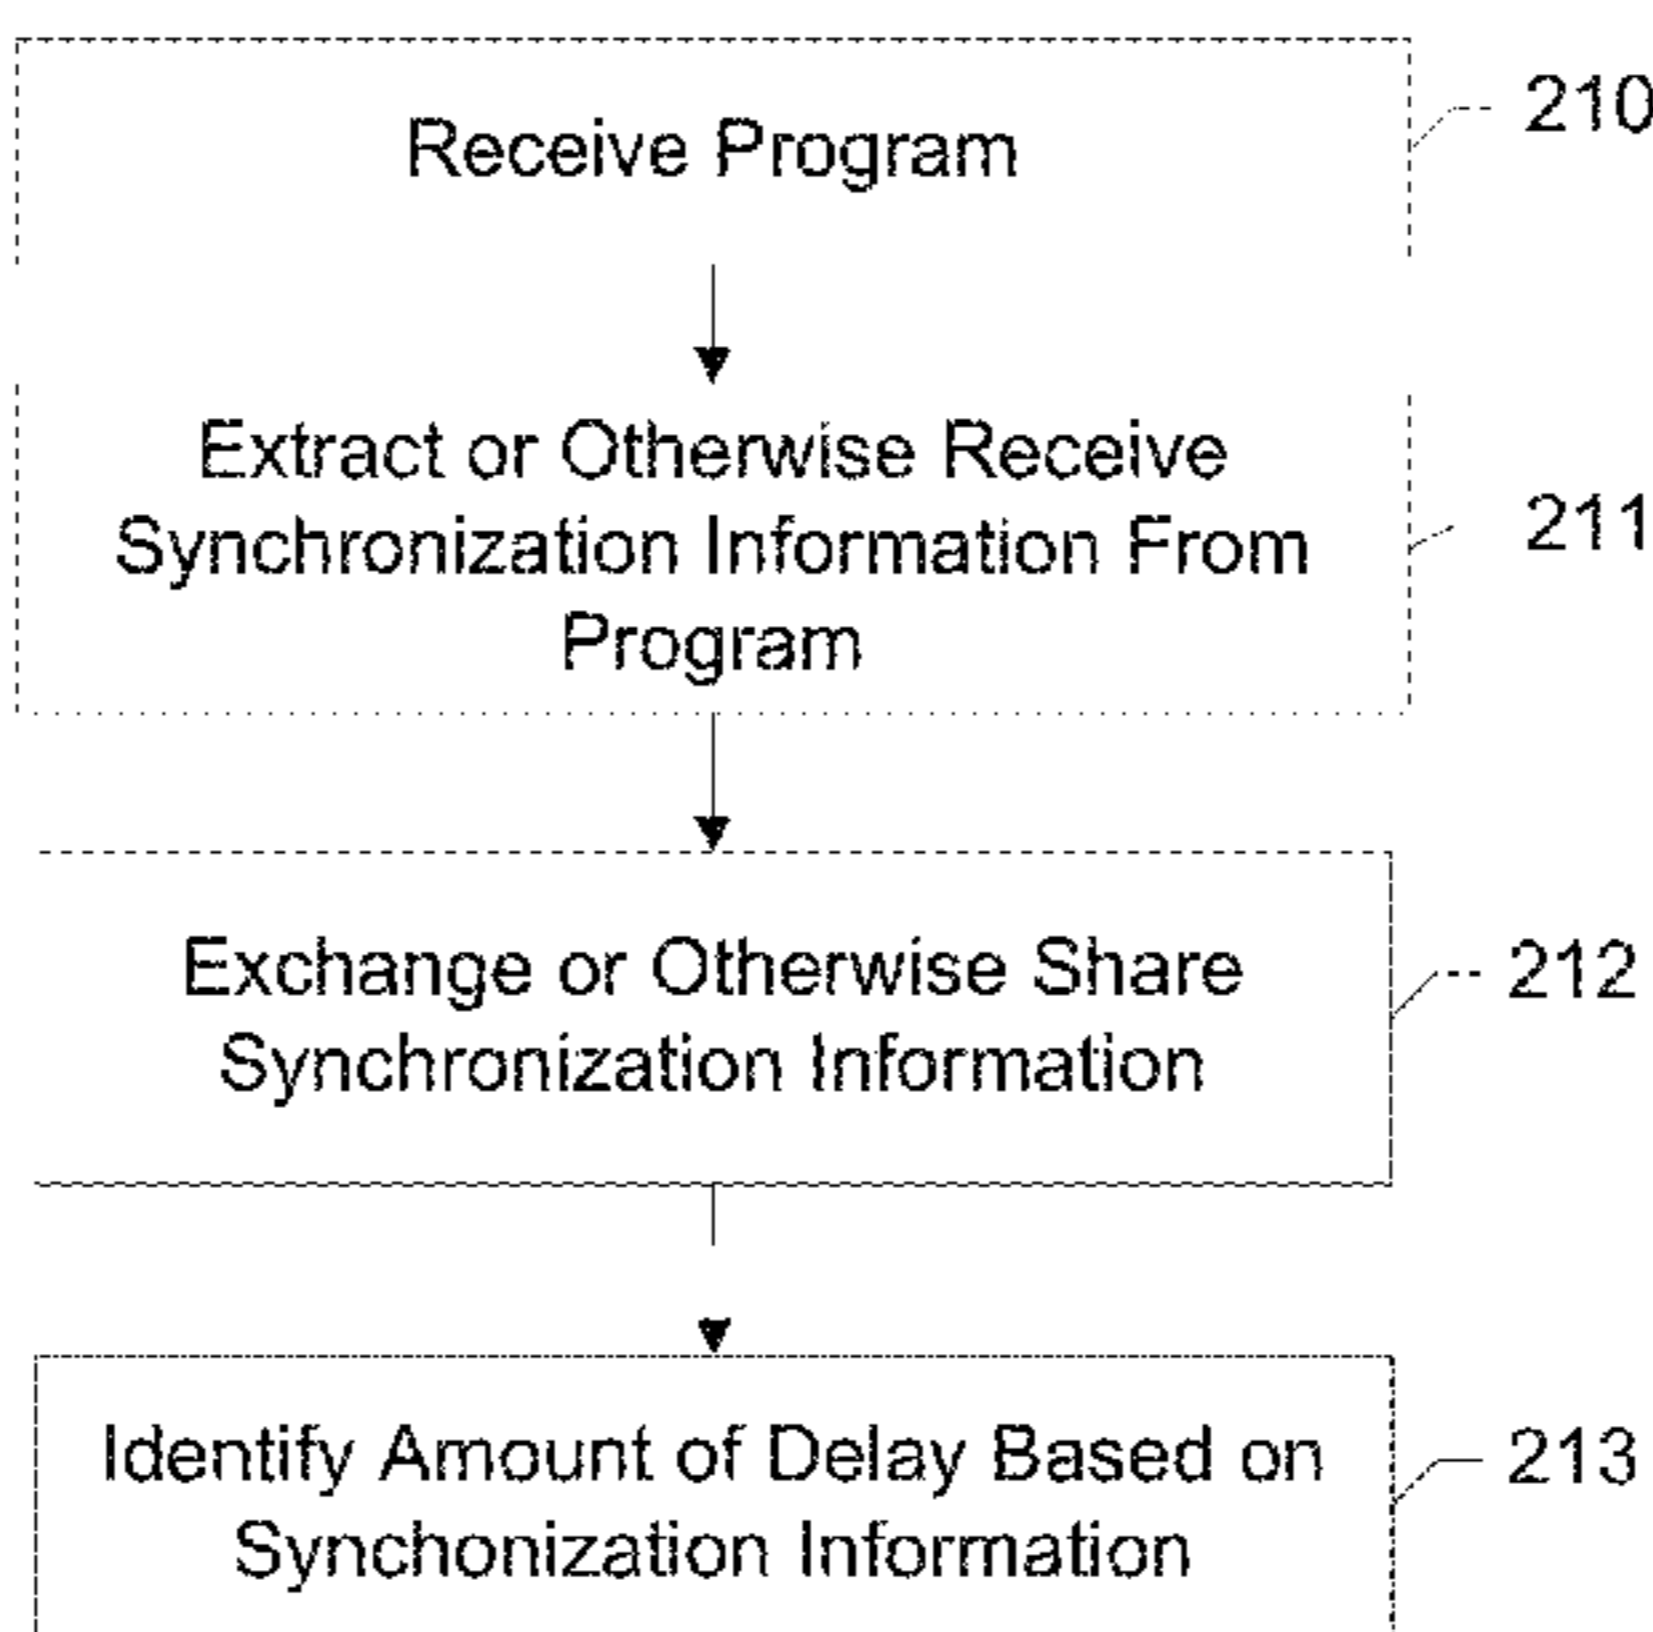 Receive Program
210
Extract or Otherwise Receive
Synchronization Information From
Program
211
Exchange or Otherwise Share
Synchronization Information
212
Identify Amount of Delay Based on
Synchonization Information
213